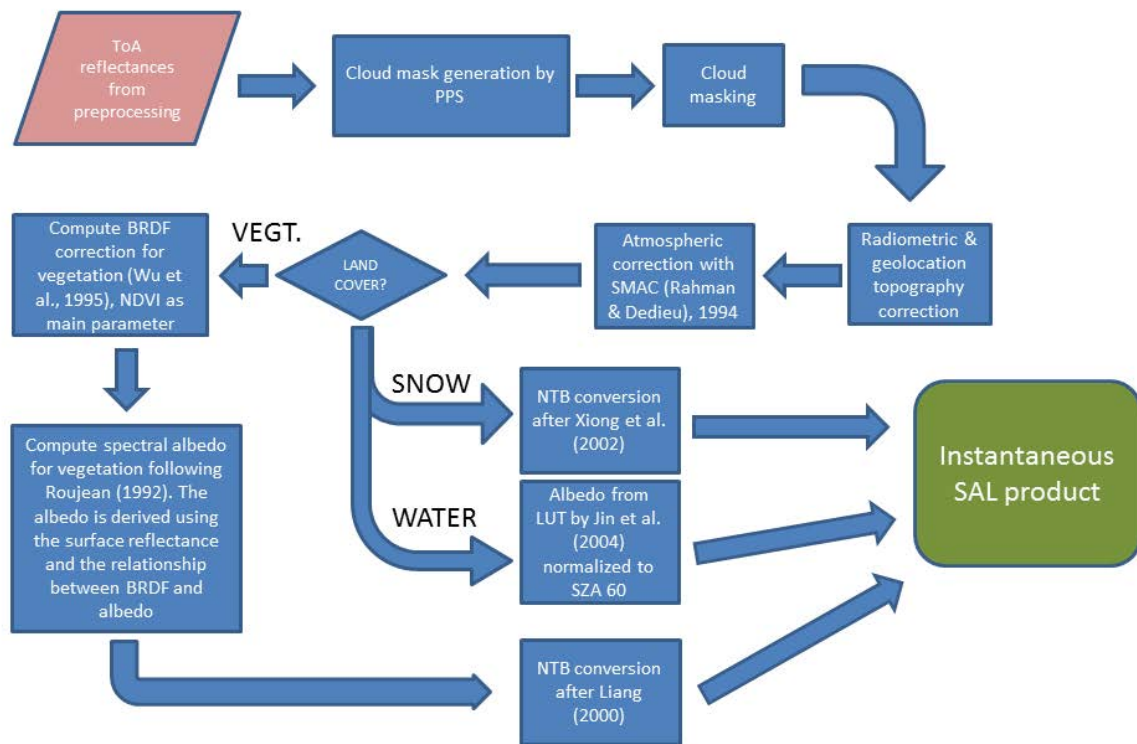 ToA
reflectances
from
preprocessing
Cloud mask generation by
PPS
Cloud
masking
Radiometric &
geolocation
topography
correction
Atmospheric
correction with
SMAC (Rahman
& Dedieu), 1994
LAND
COVER?
VEGT.
Compute BRDF
correction for
vegetation (Wu et
al., 1995), NDVI as
main parameter
Compute spectral albedo
for vegetation following
Roujean (1992). The
albedo is derived using
the surface reflectance
and the relationship
between BRDF and
albedo
SNOW
NTB conversion
after Xiong et al.
(2002)
WATER
Albedo from
LUT by Jin et al.
(2004)
normalized to
SZA 60
NTB conversion
after Liang
(2000)
Instantaneous
SAL product